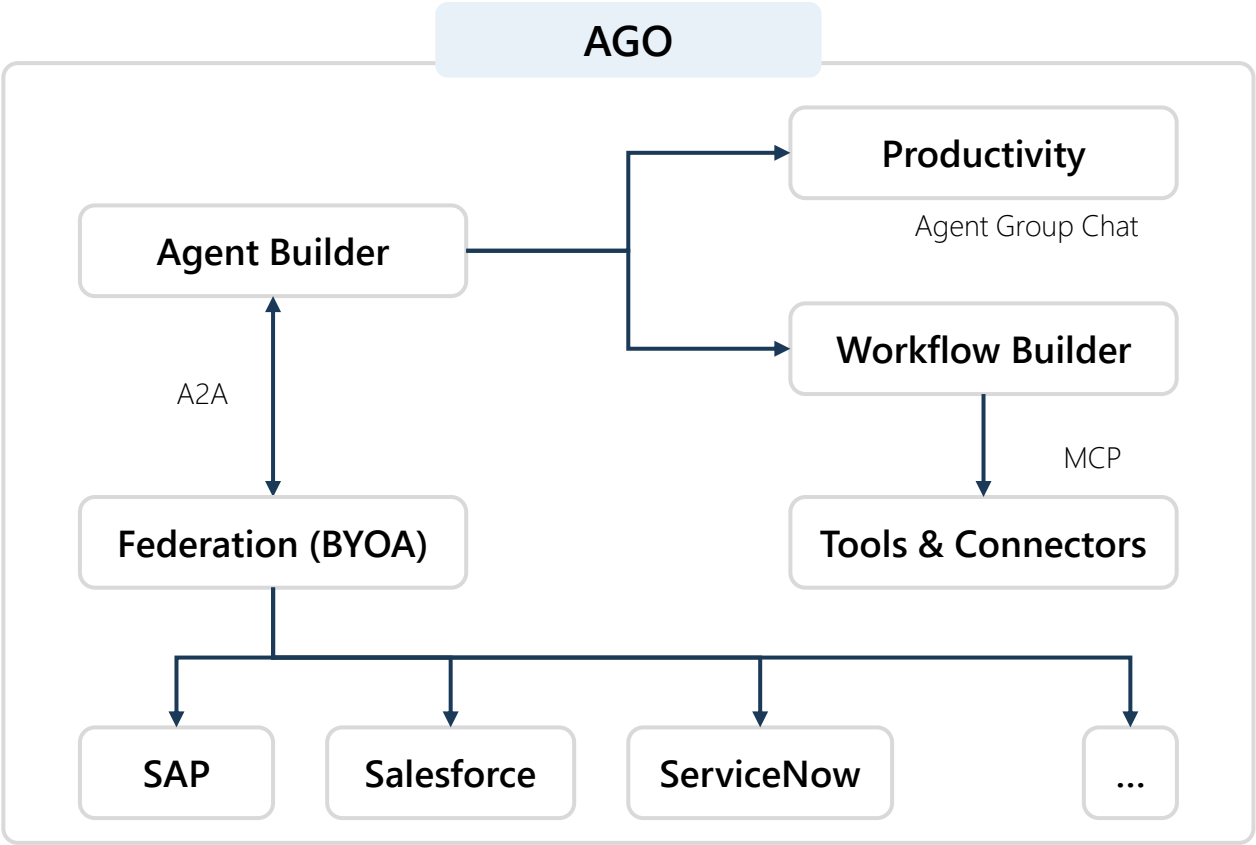 AGO
Productivity
Agent Group Chat
Agent Builder
Workflow Builder
A2A
MCP
Federation (BYOA)
Tools & Connectors
SAP
Salesforce
ServiceNow
...